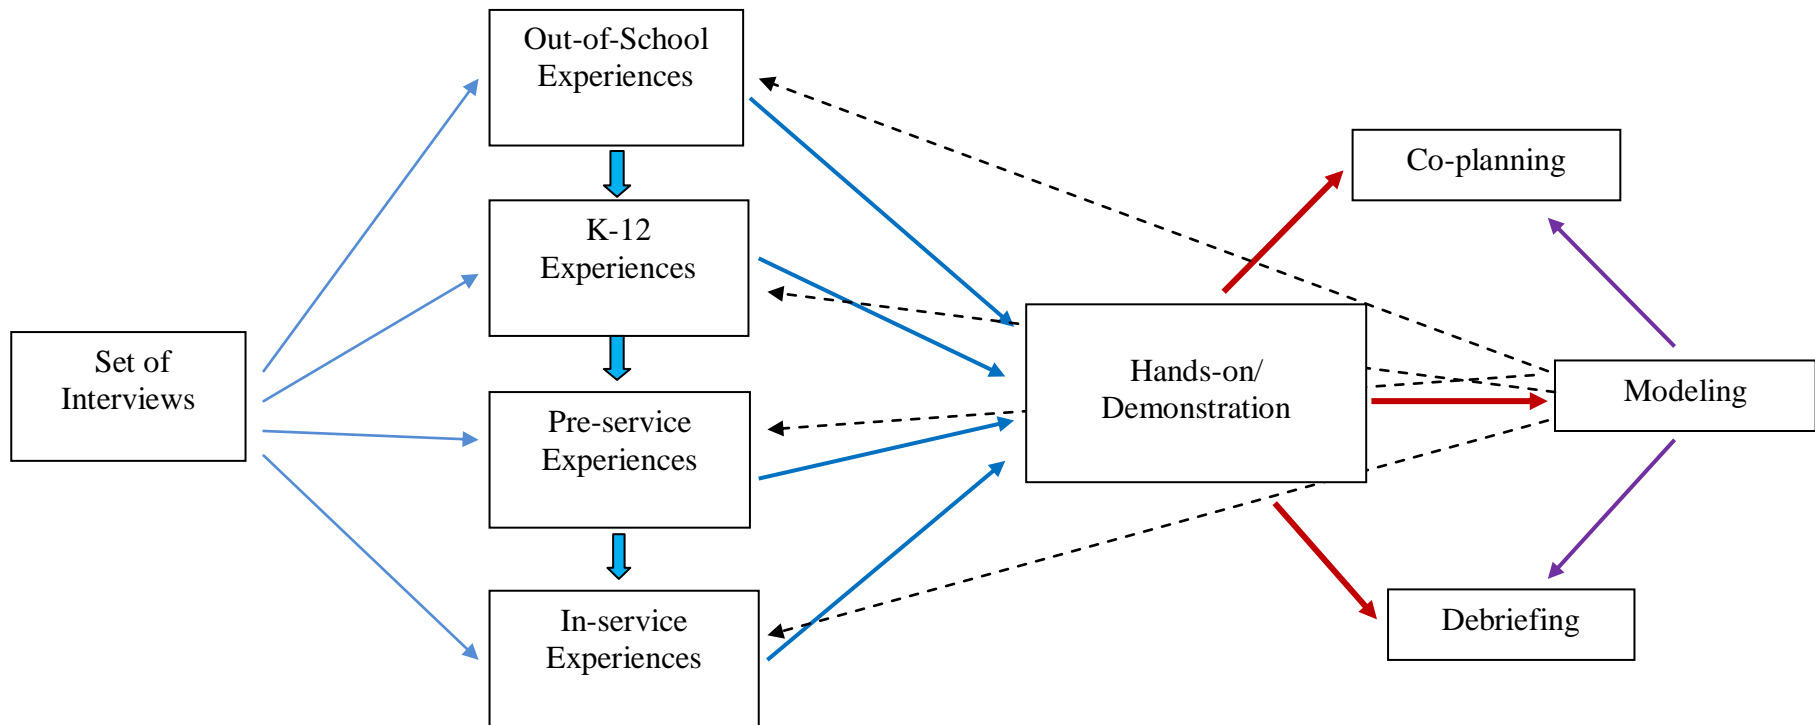 Set of
Interviews
Out-of-School
Experiences
K-12
Experiences
Pre-service
Experiences
In-service
Experiences
Hands-on/
Demonstration
Co-planning
Modeling
Debriefing